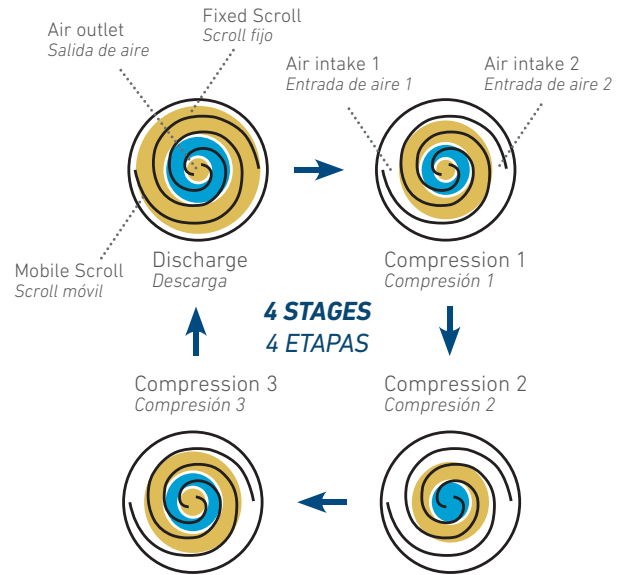 Air outlet
Salida de aire
Fixed Scroll
Scroll fijo
Air intake 1
Entrada de aire 1
Air intake 2
Entrada de aire 2
Mobile Scroll
Scroll móvil
Discharge
Descarga
Compression 1
Compresión 1
4 STAGES
4 ETAPAS
Compression 3
Compresión 3
Compression 2
Compresión 2